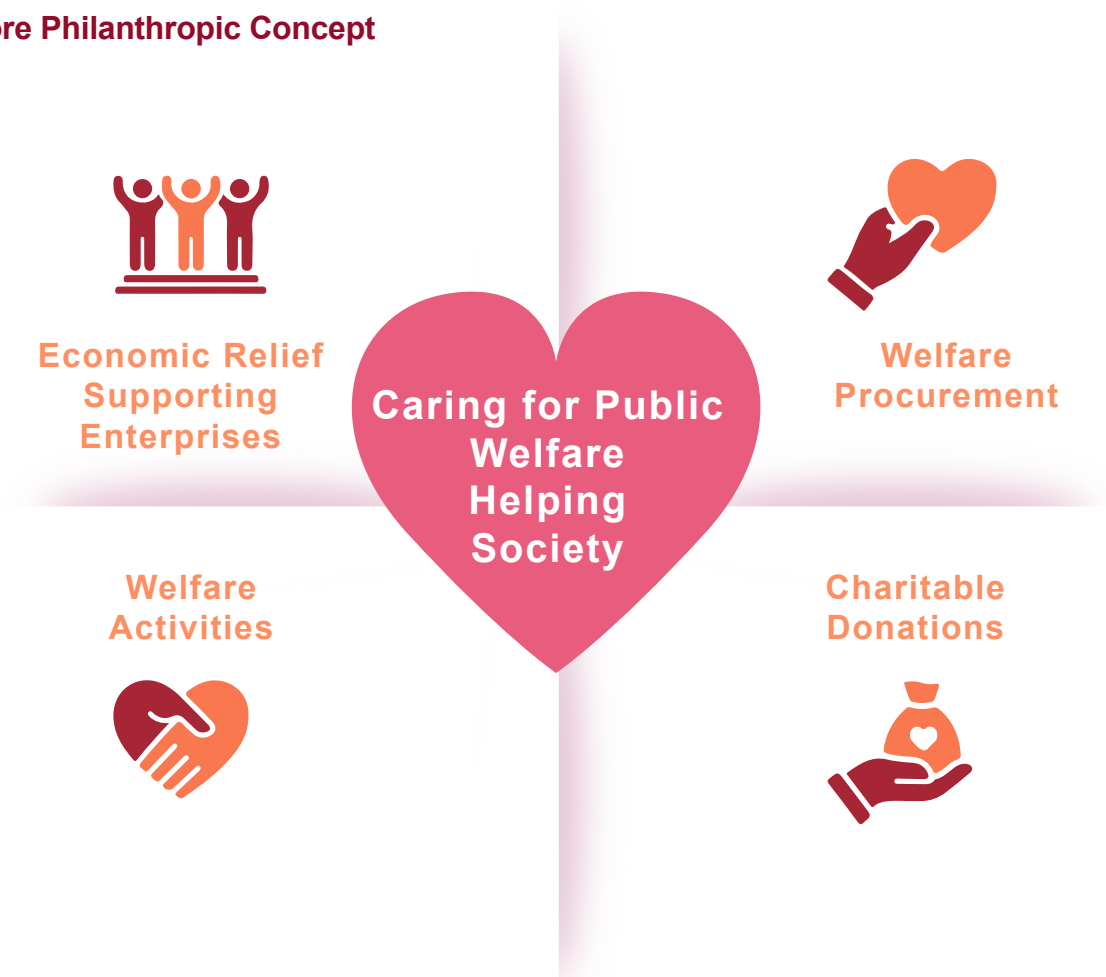 ore Philanthropic Concept
Economic Relief
Supporting
Enterprises
Welfare
Procurement
Caring for Public
Welfare
Helping
Society
Welfare
Activities
Charitable
Donations